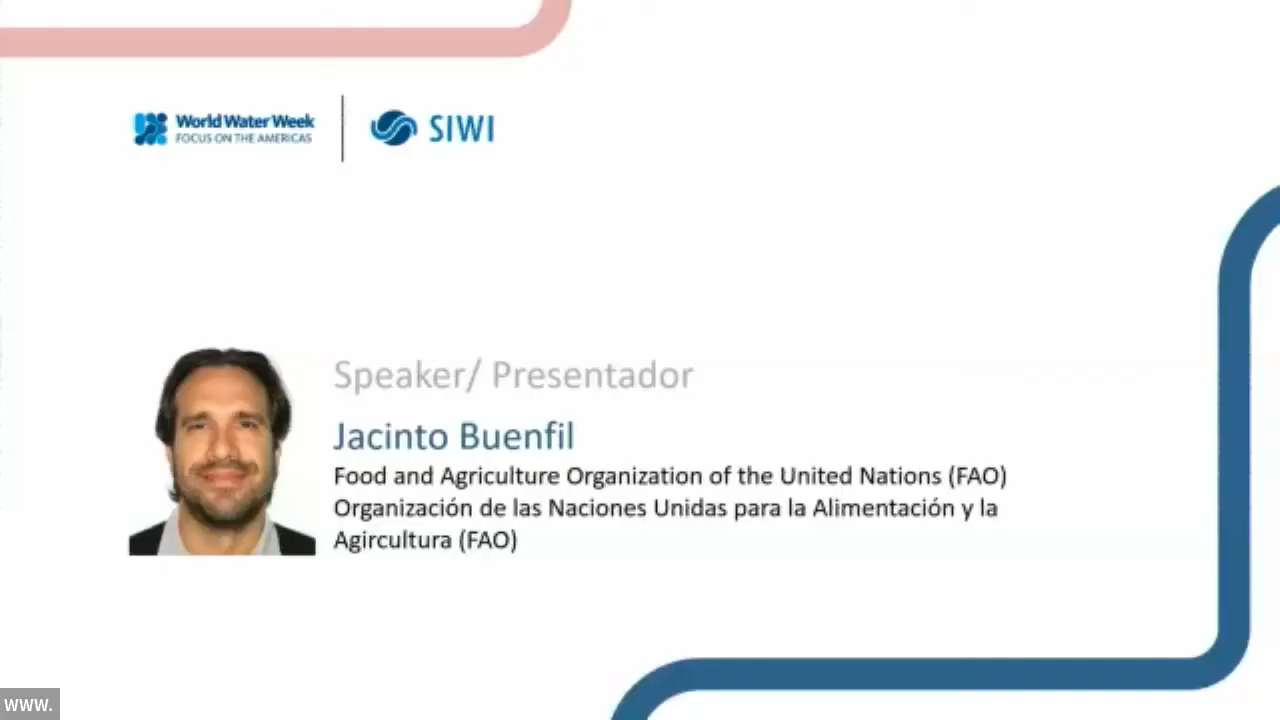 World Water Week
FOCUS ON THE AMERICAS
SIWI
Speaker/ Presentador
Jacinto Buenfil
Food and Agriculture Organization of the United Nations (FAO)
Organización de las Naciones Unidas para la Alimentación y la
Agircultura (FAO)
www.